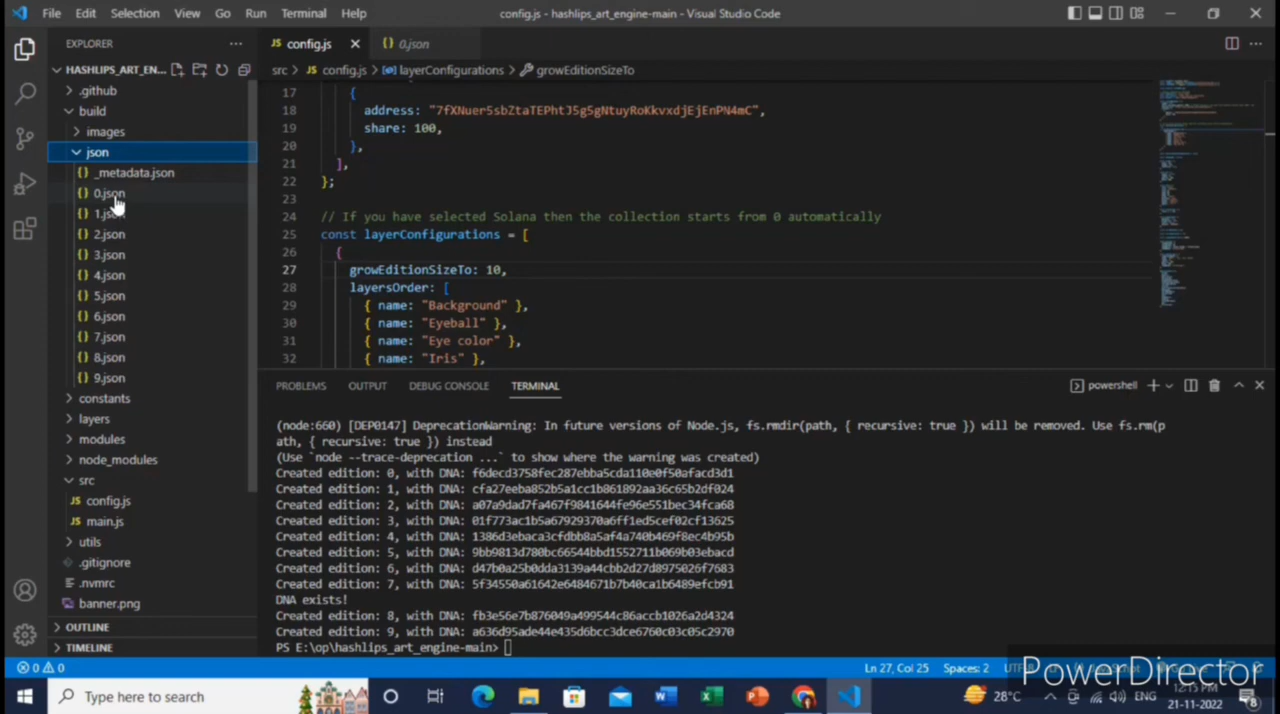 File Edit Selection View Go Run Terminal Help
config.js - hashlips_art_engine-main - Visual Studio Code
EXPLORER
HASHLIPS_ART_EN...
.github
build
images
json
_metadata.json
0.json
1.json
2.json
3.json
4.json
5.json
6.json
7.json
8.json
9.json
constants
layers
modules
node_modules
src
JS config.js
JS main.js
utils
.gitignore
.nvmrc
banner.png
OUTLINE
TIMELINE
JS config.js
{} 0.json
src > JS config.js > layerConfigurations > growEditionSizeTo
17 {
18 address: "7fXNuer5sbZtaTEPhtJ5g5gNtuyRoKkvxdjEjEnPN4mC",
19 share: 100,
20 },
21 ],
22 };
23
24 // If you have selected Solana then the collection starts from 0 automatically
25 const layerConfigurations = [
26 {
27 growEditionSizeTo: 10,
28 layersOrder: [
29 { name: "Background" },
30 { name: "Eyeball" },
31 { name: "Eye color" },
32 { name: "Iris" },
PROBLEMS OUTPUT DEBUG CONSOLE TERMINAL
powershell
(node:660) [DEP0147] DeprecationWarning: In future versions of Node.js, fs.rmdir(path, { recursive: true }) will be removed. Use fs.rm(p
ath, { recursive: true }) instead
(Use `node --trace-deprecation ...` to show where the warning was created)
Created edition: 0, with DNA: f6decd3758fec287ebba5cda110e0f50afacd3d1
Created edition: 1, with DNA: cfa27eeba852b5a1cc1b861892aa36c65b2df024
Created edition: 2, with DNA: a07a9dad7fa467f9841644fe96e551bec34fca68
Created edition: 3, with DNA: 01f773ac1b5a67929370a6ff1ed5cef02cf13625
Created edition: 4, with DNA: 1386d3ebaca3cfdbb8a5af4a740b469f8ec4b95b
Created edition: 5, with DNA: 9bb9813d780bc66544bbd1552711b069b03ebacd
Created edition: 6, with DNA: d47b0a25b0dda3139a44cbb2d27d8975026f7683
Created edition: 7, with DNA: 5f34550a61642e6484671b7b40ca1b6489efcb91
DNA exists!
Created edition: 8, with DNA: fb3e56e7b876049a499544c86accb1026a2d4324
Created edition: 9, with DNA: a636d95ade44e435d6bcc3dce6760c03c05c2970
PS E:\op\hashlips_art_engine-main>
0 0
Ln 27, Col 25 Spaces: 2
PowerDirector
Type here to search
28°C
ENG
12:13 PM
21-11-2022
8